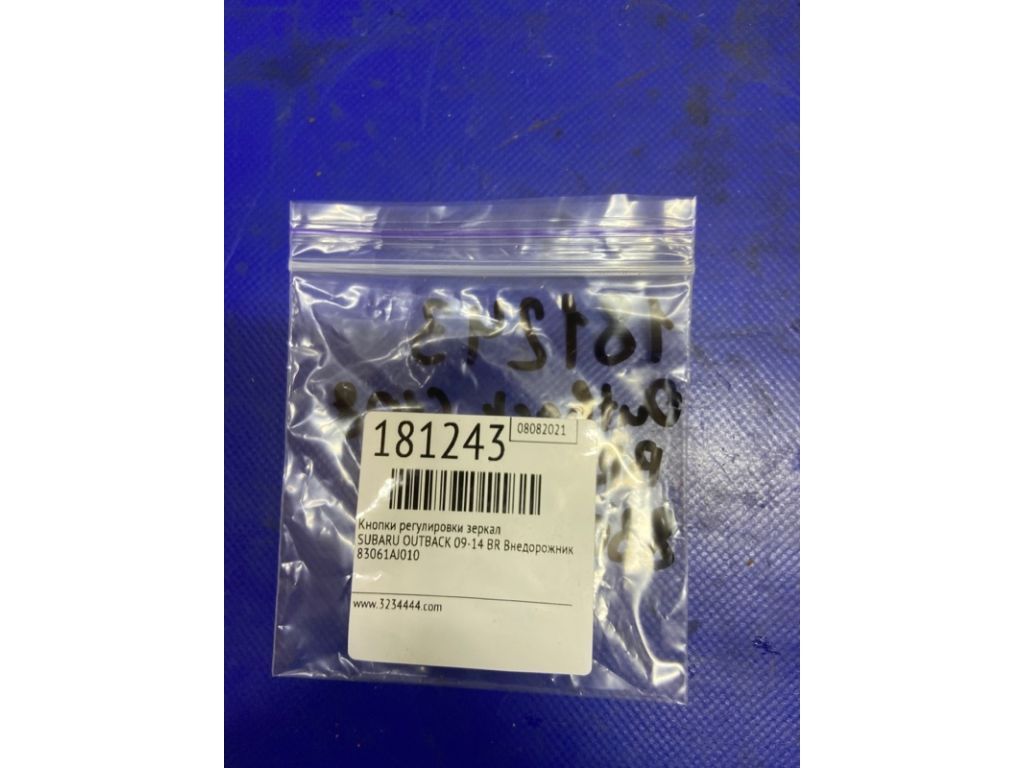 181243
181243
08082021
Кнопки регулировки зеркал
SUBARU OUTBACK 09-14 BR Внедорожник
83061AJ010
www.3234444.com